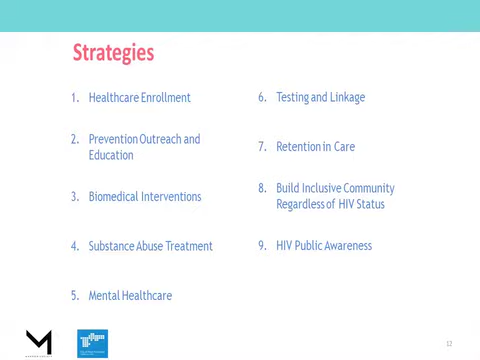 Strategies
1. Healthcare Enrollment
2. Prevention Outreach and
Education
3. Biomedical Interventions
4. Substance Abuse Treatment
5. Mental Healthcare
6. Testing and Linkage
7. Retention in Care
8. Build Inclusive Community
Regardless of HIV Status
9. HIV Public Awareness
12